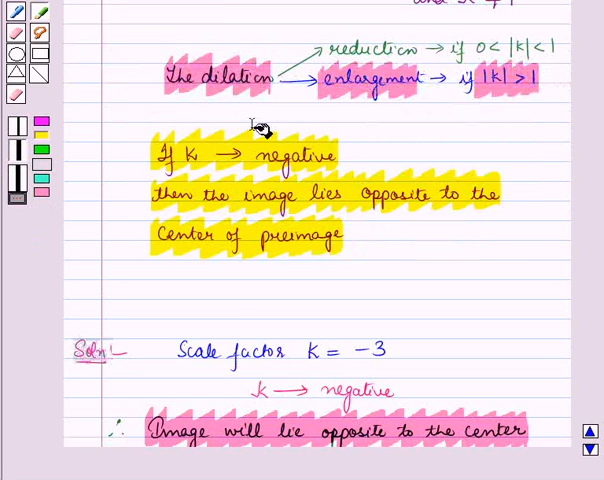 reduction → if 0 < |k| < 1
The dilation → enlargement → if |k| > 1
If K → negative
then the image lies opposite to the
Center of preimage
Soln:- Scale factor K = -3
K → negative
∴ Image will lie opposite to the center